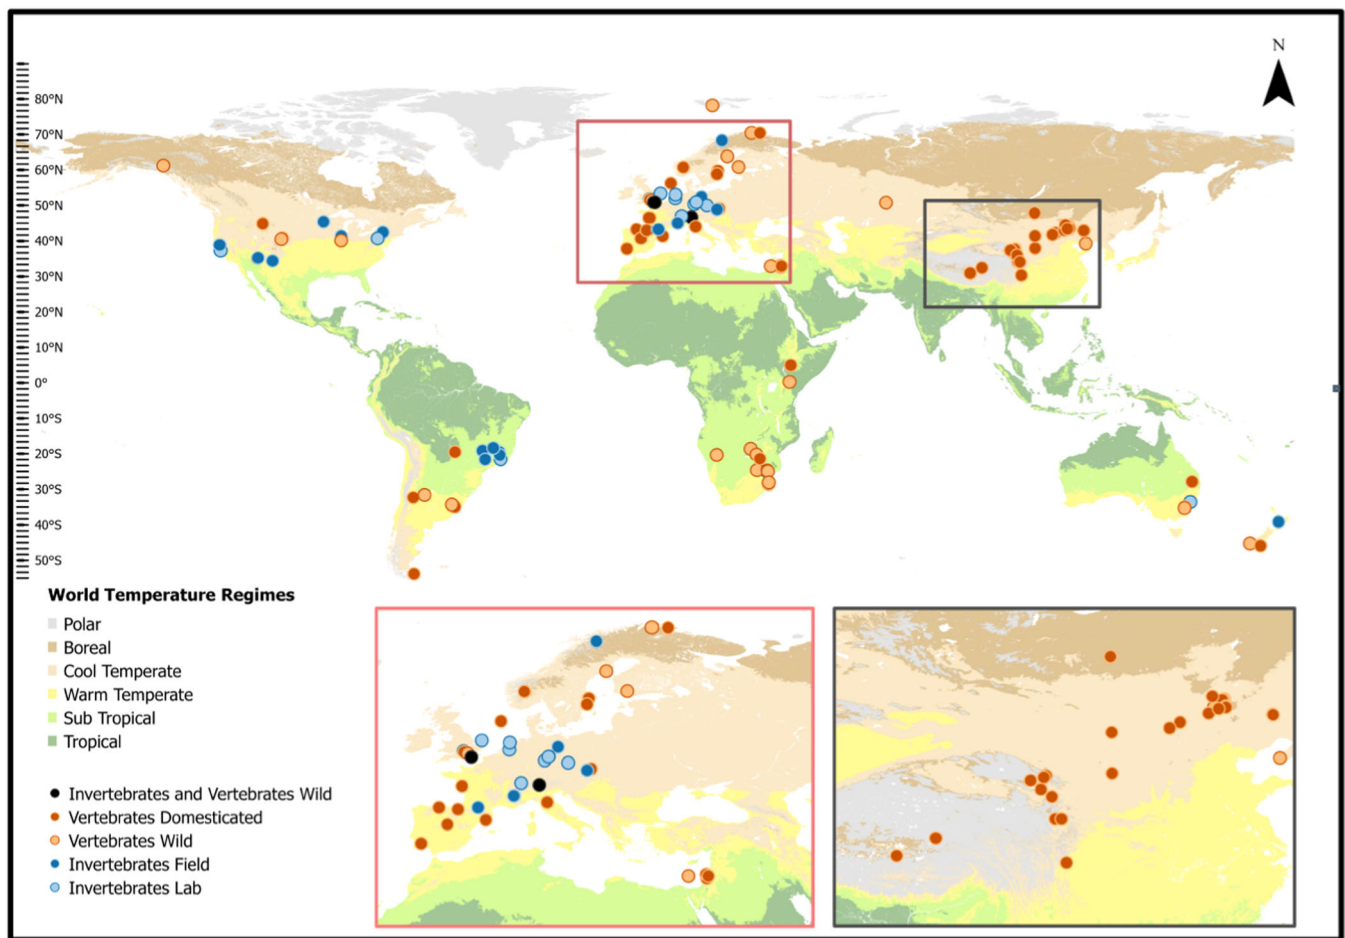 N
80°N
70°N
60°N
50°N
40°N
30°N
20°N
10°N
0°
10°S
20°S
30°S
40°S
50°S
World Temperature Regimes
Polar
Boreal
Cool Temperate
Warm Temperate
Sub Tropical
Tropical
Invertebrates and Vertebrates Wild
Vertebrates Domesticated
Vertebrates Wild
Invertebrates Field
Invertebrates Lab